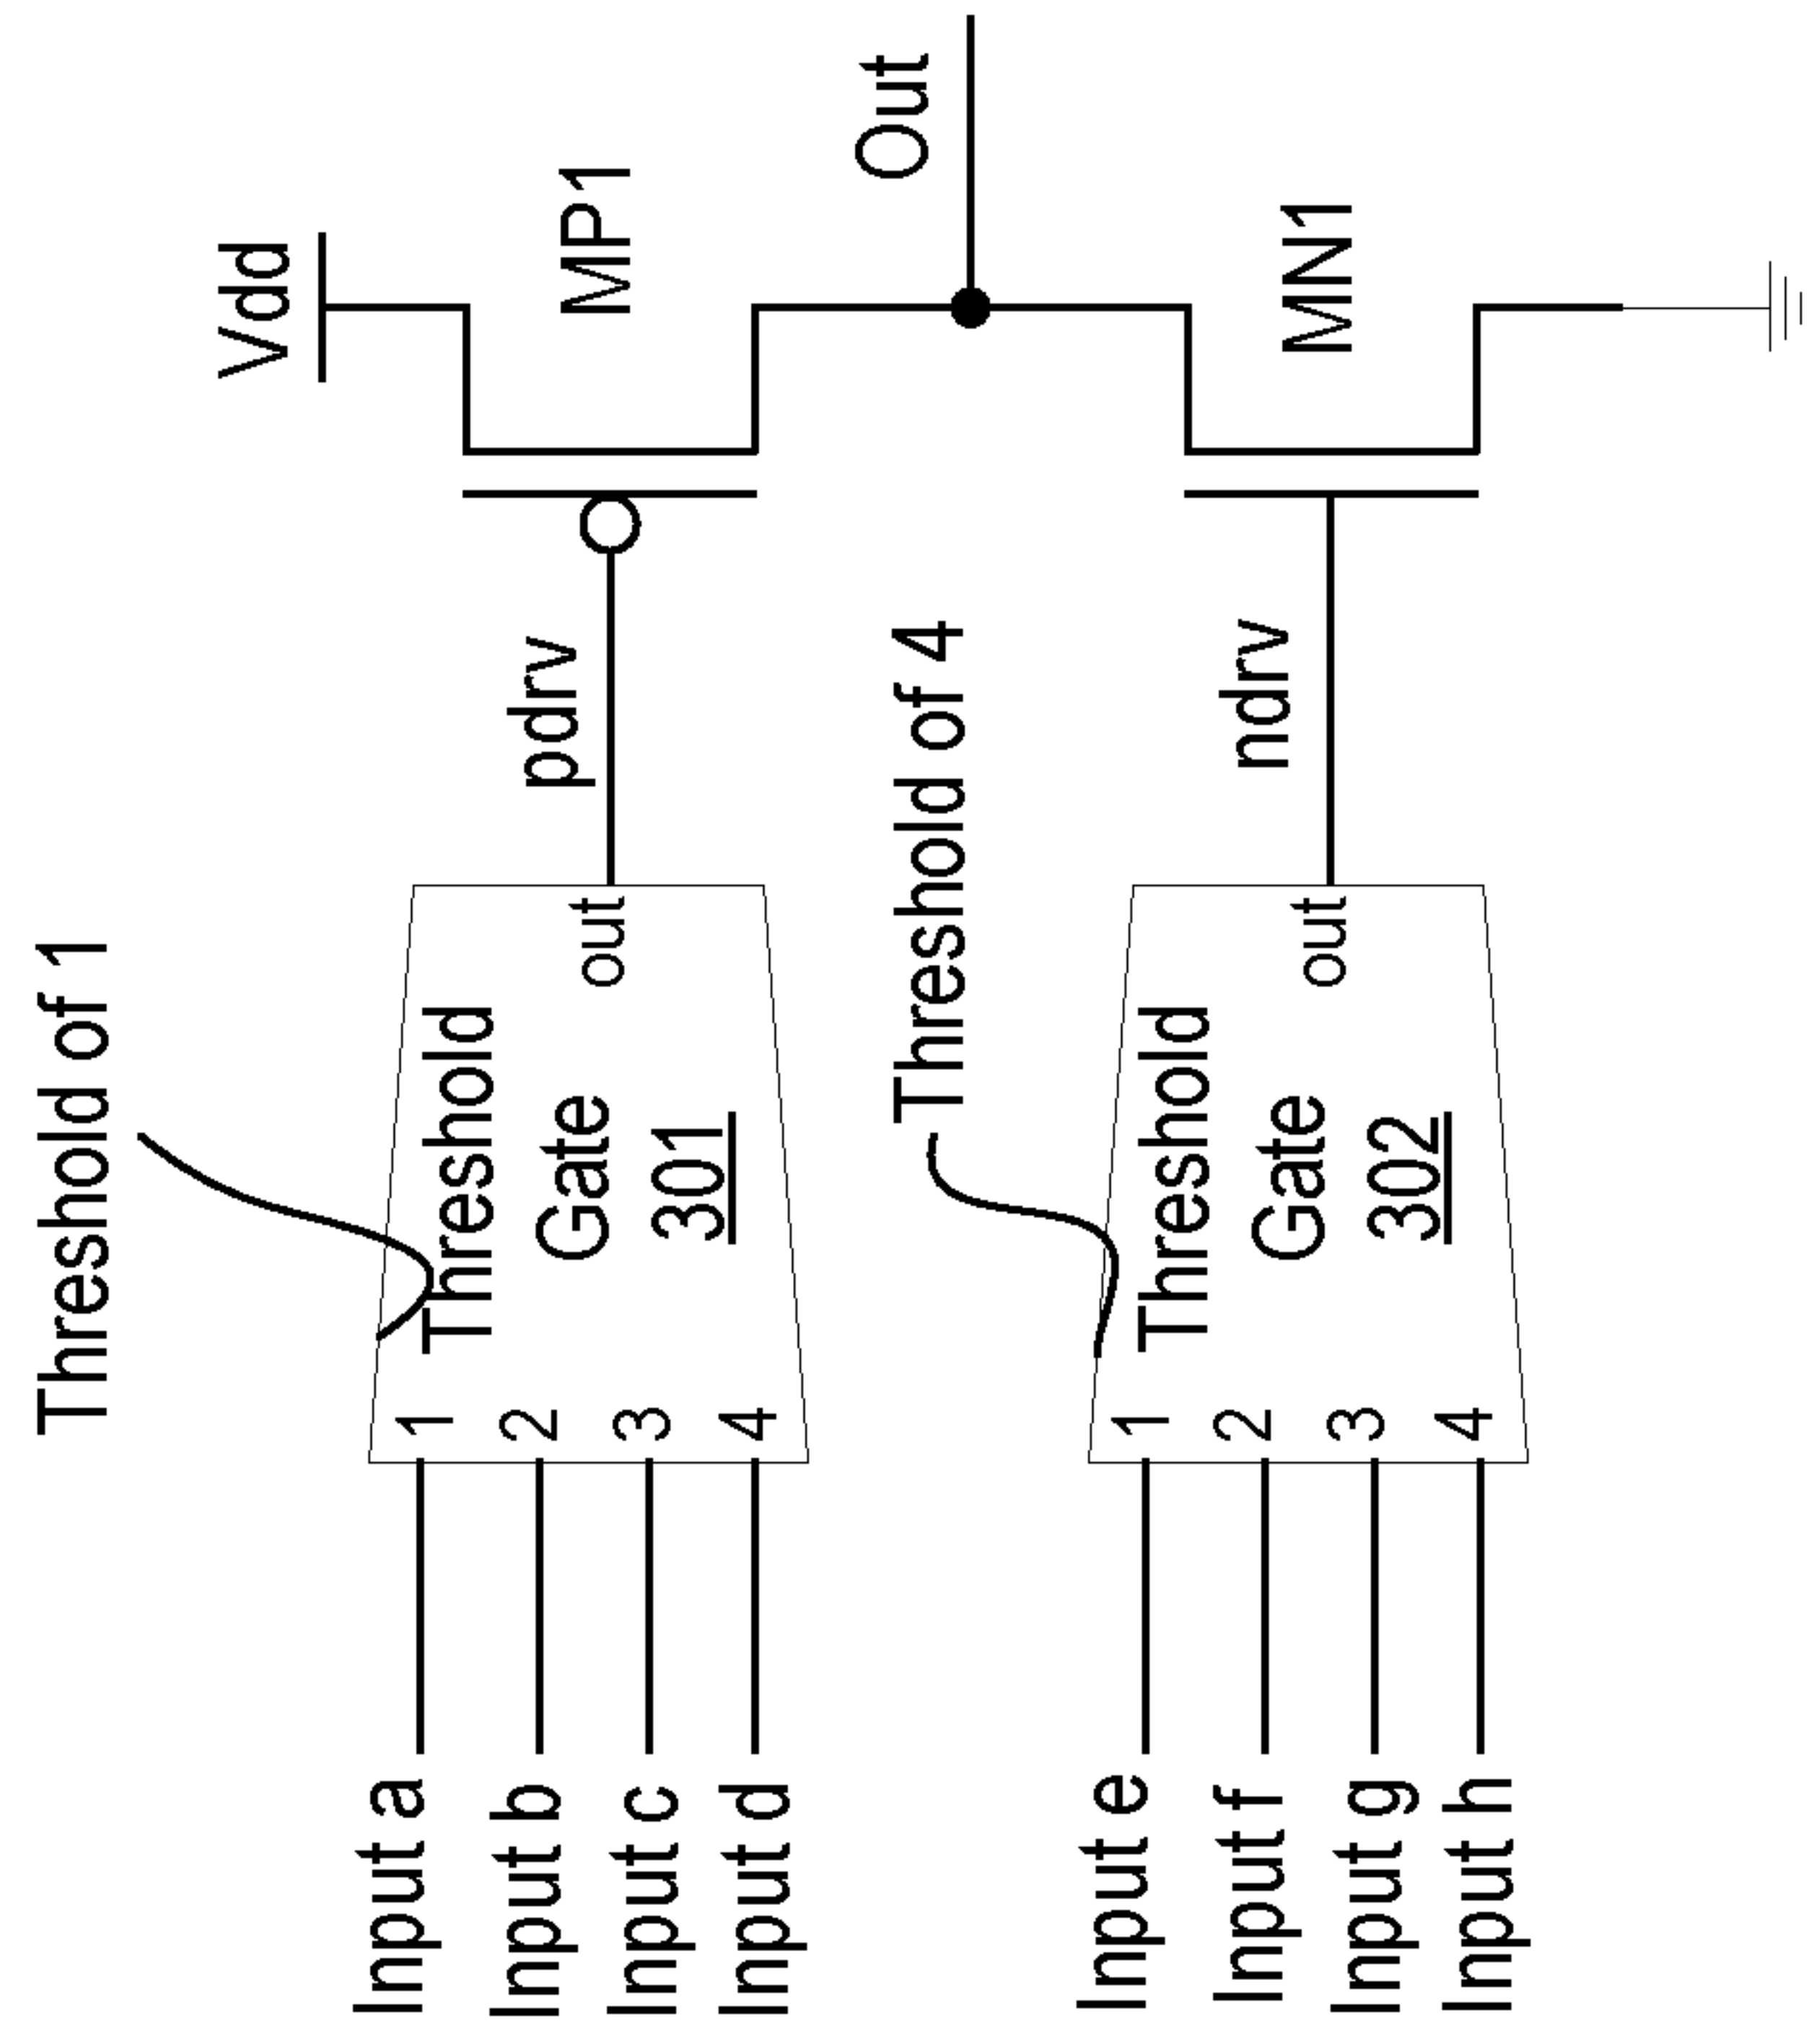 Threshold of 1
Vdd
Input a
Input b
Input c
Input d
1
2
3
4
Threshold
Gate
301
out
pdrv
MP1
Out
Threshold of 4
Input e
Input f
Input g
Input h
1
2
3
4
Threshold
Gate
302
out
ndrv
MN1